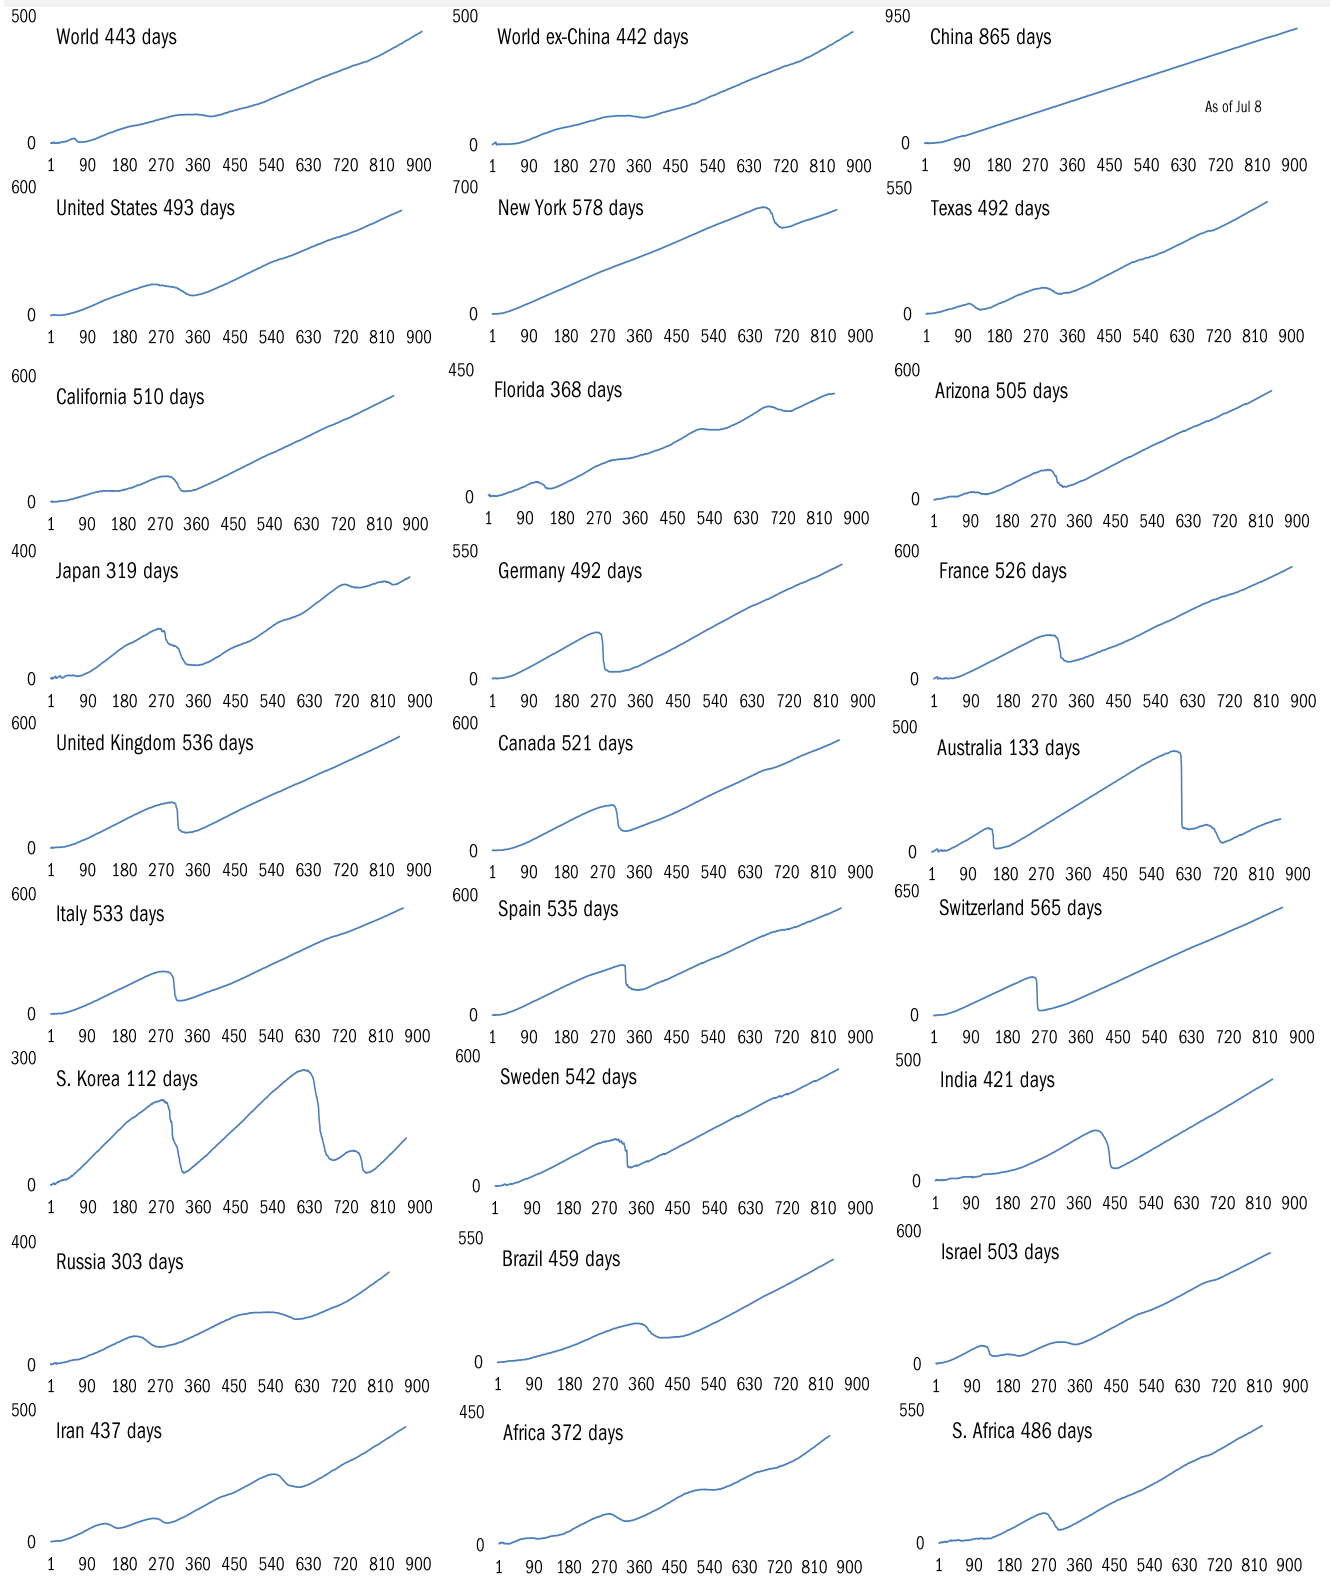 500
World 443 days
0
1 90 180 270 360 450 540 630 720 810 900
500
World ex-China 442 days
0
1 90 180 270 360 450 540 630 720 810 900
950
China 865 days
As of Jul 8
0
1 90 180 270 360 450 540 630 720 810 900
600
United States 493 days
0
1 90 180 270 360 450 540 630 720 810 900
700
New York 578 days
0
1 90 180 270 360 450 540 630 720 810 900
550
Texas 492 days
0
1 90 180 270 360 450 540 630 720 810 900
600
California 510 days
0
1 90 180 270 360 450 540 630 720 810 900
450
Florida 368 days
0
1 90 180 270 360 450 540 630 720 810 900
600
Arizona 505 days
0
1 90 180 270 360 450 540 630 720 810 900
400
Japan 319 days
0
1 90 180 270 360 450 540 630 720 810 900
550
Germany 492 days
0
1 90 180 270 360 450 540 630 720 810 900
600
France 526 days
0
1 90 180 270 360 450 540 630 720 810 900
600
United Kingdom 536 days
0
1 90 180 270 360 450 540 630 720 810 900
600
Canada 521 days
0
1 90 180 270 360 450 540 630 720 810 900
500
Australia 133 days
0
1 90 180 270 360 450 540 630 720 810 900
600
Italy 533 days
0
1 90 180 270 360 450 540 630 720 810 900
600
Spain 535 days
0
1 90 180 270 360 450 540 630 720 810 900
650
Switzerland 565 days
0
1 90 180 270 360 450 540 630 720 810 900
300
S. Korea 112 days
0
1 90 180 270 360 450 540 630 720 810 900
600
Sweden 542 days
0
1 90 180 270 360 450 540 630 720 810 900
500
India 421 days
0
1 90 180 270 360 450 540 630 720 810 900
400
Russia 303 days
0
1 90 180 270 360 450 540 630 720 810 900
550
Brazil 459 days
0
1 90 180 270 360 450 540 630 720 810 900
600
Israel 503 days
0
1 90 180 270 360 450 540 630 720 810 900
500
Iran 437 days
0
1 90 180 270 360 450 540 630 720 810 900
450
Africa 372 days
0
1 90 180 270 360 450 540 630 720 810 900
550
S. Africa 486 days
0
1 90 180 270 360 450 540 630 720 810 900